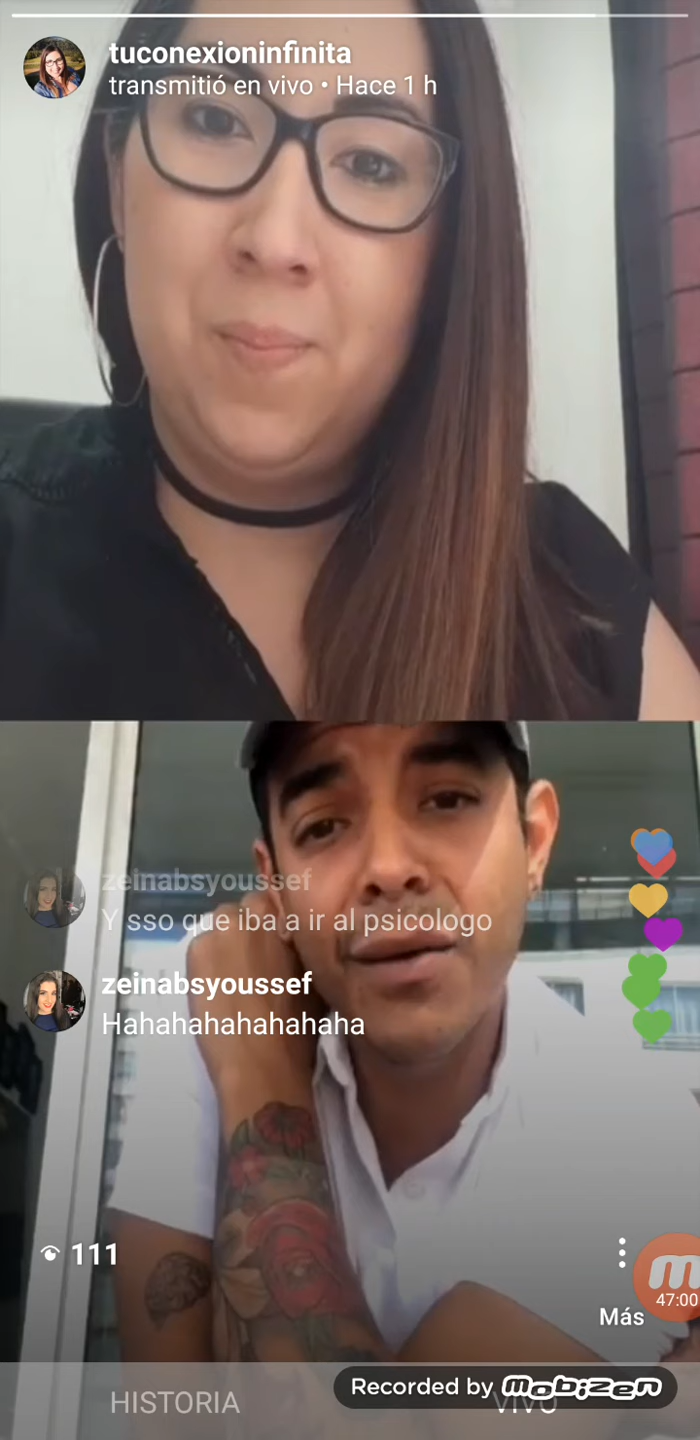 tuconexioninfinita
transmitió en vivo • Hace 1 h
zeinabsyoussef
Y sso que iba a ir al psicologo
zeinabsyoussef
Hahahahahahahaha
111
47:00
Más
Recorded by mobizen
HISTORIA
VIVO